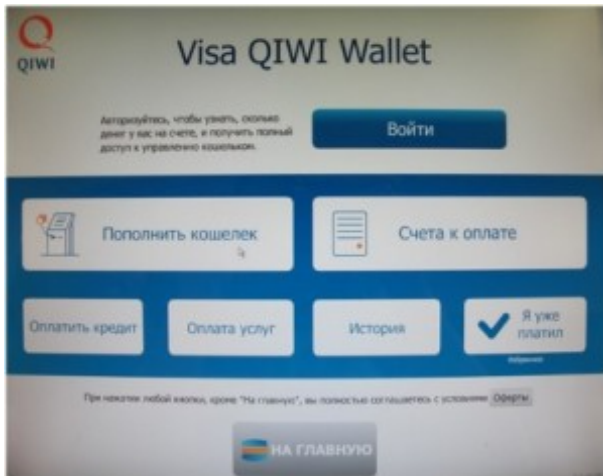 QIWI
Visa QIWI Wallet
Авторизуйтесь, чтобы узнать, сколько
денег у вас на счете, и получить полный
доступ к управлению кошельком.
Войти
Пополнить кошелек
Счета к оплате
Оплатить кредит
Оплата услуг
История
Я уже
платил
Избранное
При нажатии любой кнопки, кроме "На главную", вы полностью соглашаетесь с условиями Оферты
НА ГЛАВНУЮ